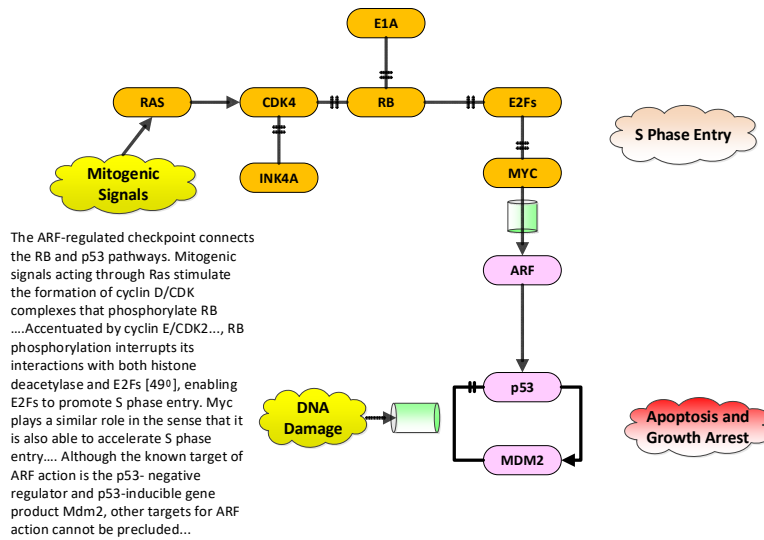 E1A
RAS
CDK4
RB
E2Fs
S Phase Entry
Mitogenic
Signals
INK4A
MYC
The ARF-regulated checkpoint connects
the RB and p53 pathways. Mitogenic
signals acting through Ras stimulate
the formation of cyclin D/CDK
complexes that phosphorylate RB
....Accentuated by cyclin E/CDK2..., RB
phosphorylation interrupts its
interactions with both histone
deacetylase and E2Fs [49º], enabling
E2Fs to promote S phase entry. Myc
plays a similar role in the sense that it
is also able to accelerate S phase
entry.... Although the known target of
ARF action is the p53- negative
regulator and p53-inducible gene
product Mdm2, other targets for ARF
action cannot be precluded...
ARF
p53
DNA
Damage
Apoptosis and
Growth Arrest
MDM2